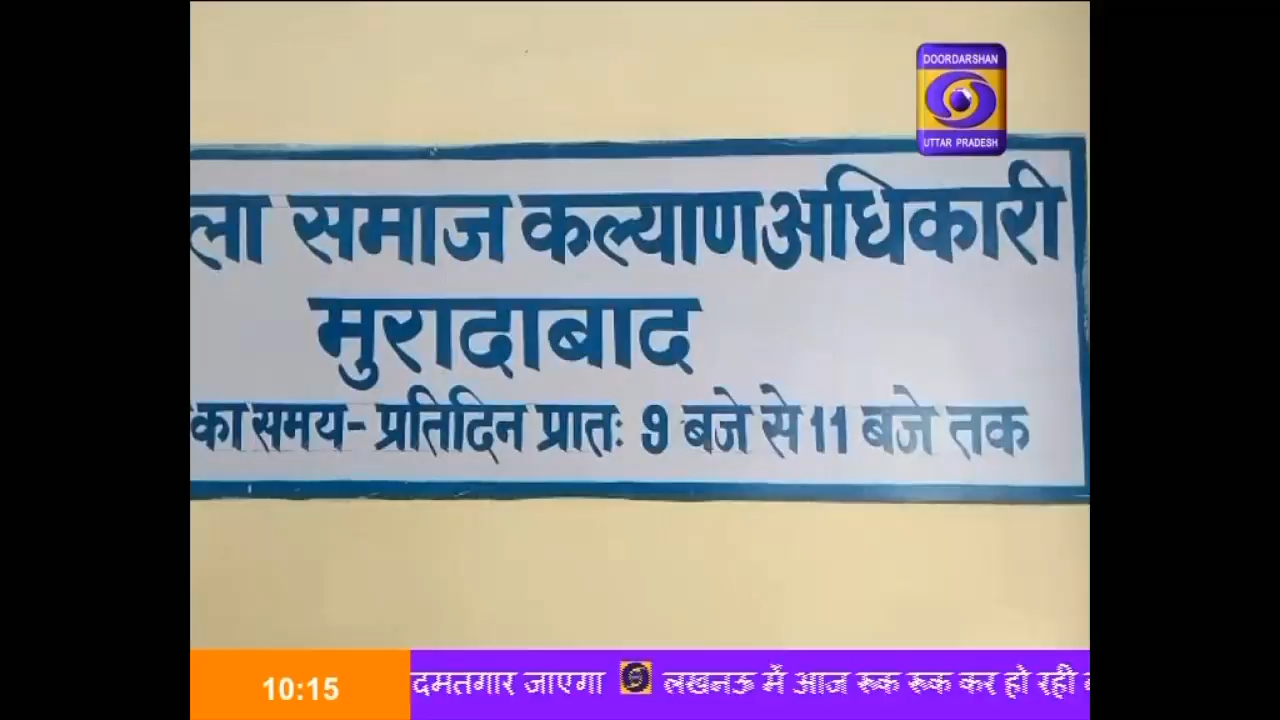 DOORDARSHAN
UTTAR PRADESH
ला समाज कल्याण अधिकारी
मुरादाबाद
का समय- प्रतिदिन प्रातः 9 बजे से 11 बजे तक
10:15
दमतगार जाएगा लखनऊ में आज रूक रूक कर हो रही